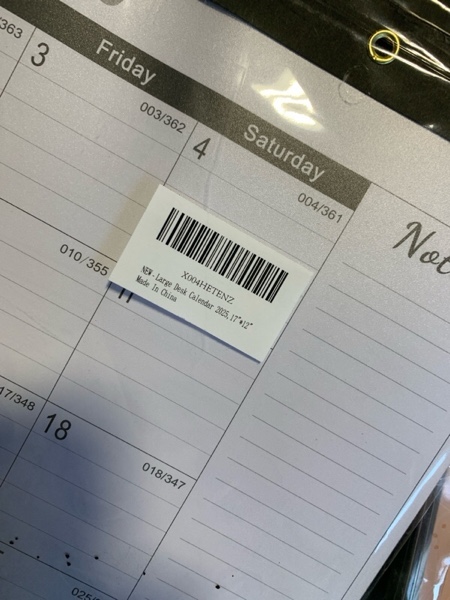 Friday
Saturday
363
3
003/362
4
004/361
Not
X004HETENZ
NEW-Large Desk Calendar 2025,17"*12"
Made In China
010/355
11
17/348
18
018/347
025/